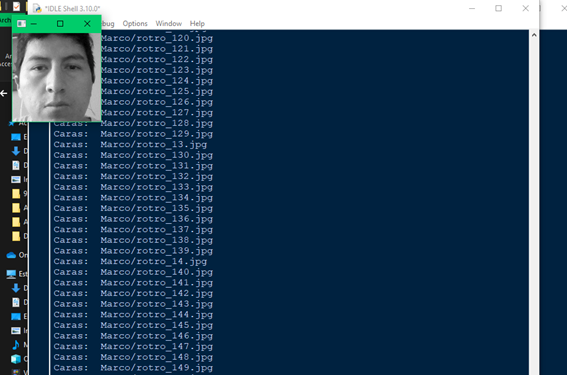 *IDLE Shell 3.10.0*
bug Options Window Help
Marco/rotro_120.jpg
Marco/rotro_121.jpg
Marco/rotro_122.jpg
Marco/rotro_123.jpg
Marco/rotro_124.jpg
Marco/rotro_125.jpg
Marco/rotro_126.jpg
Marco/rotro_127.jpg
Caras: Marco/rotro_128.jpg
Caras: Marco/rotro_129.jpg
Caras: Marco/rotro_13.jpg
Caras: Marco/rotro_130.jpg
Caras: Marco/rotro_131.jpg
Caras: Marco/rotro_132.jpg
Caras: Marco/rotro_133.jpg
Caras: Marco/rotro_134.jpg
Caras: Marco/rotro_135.jpg
Caras: Marco/rotro_136.jpg
Caras: Marco/rotro_137.jpg
Caras: Marco/rotro_138.jpg
Caras: Marco/rotro_139.jpg
Caras: Marco/rotro_14.jpg
Caras: Marco/rotro_140.jpg
Caras: Marco/rotro_141.jpg
Caras: Marco/rotro_142.jpg
Caras: Marco/rotro_143.jpg
Caras: Marco/rotro_144.jpg
Caras: Marco/rotro_145.jpg
Caras: Marco/rotro_146.jpg
Caras: Marco/rotro_147.jpg
Caras: Marco/rotro_148.jpg
Caras: Marco/rotro_149.jpg